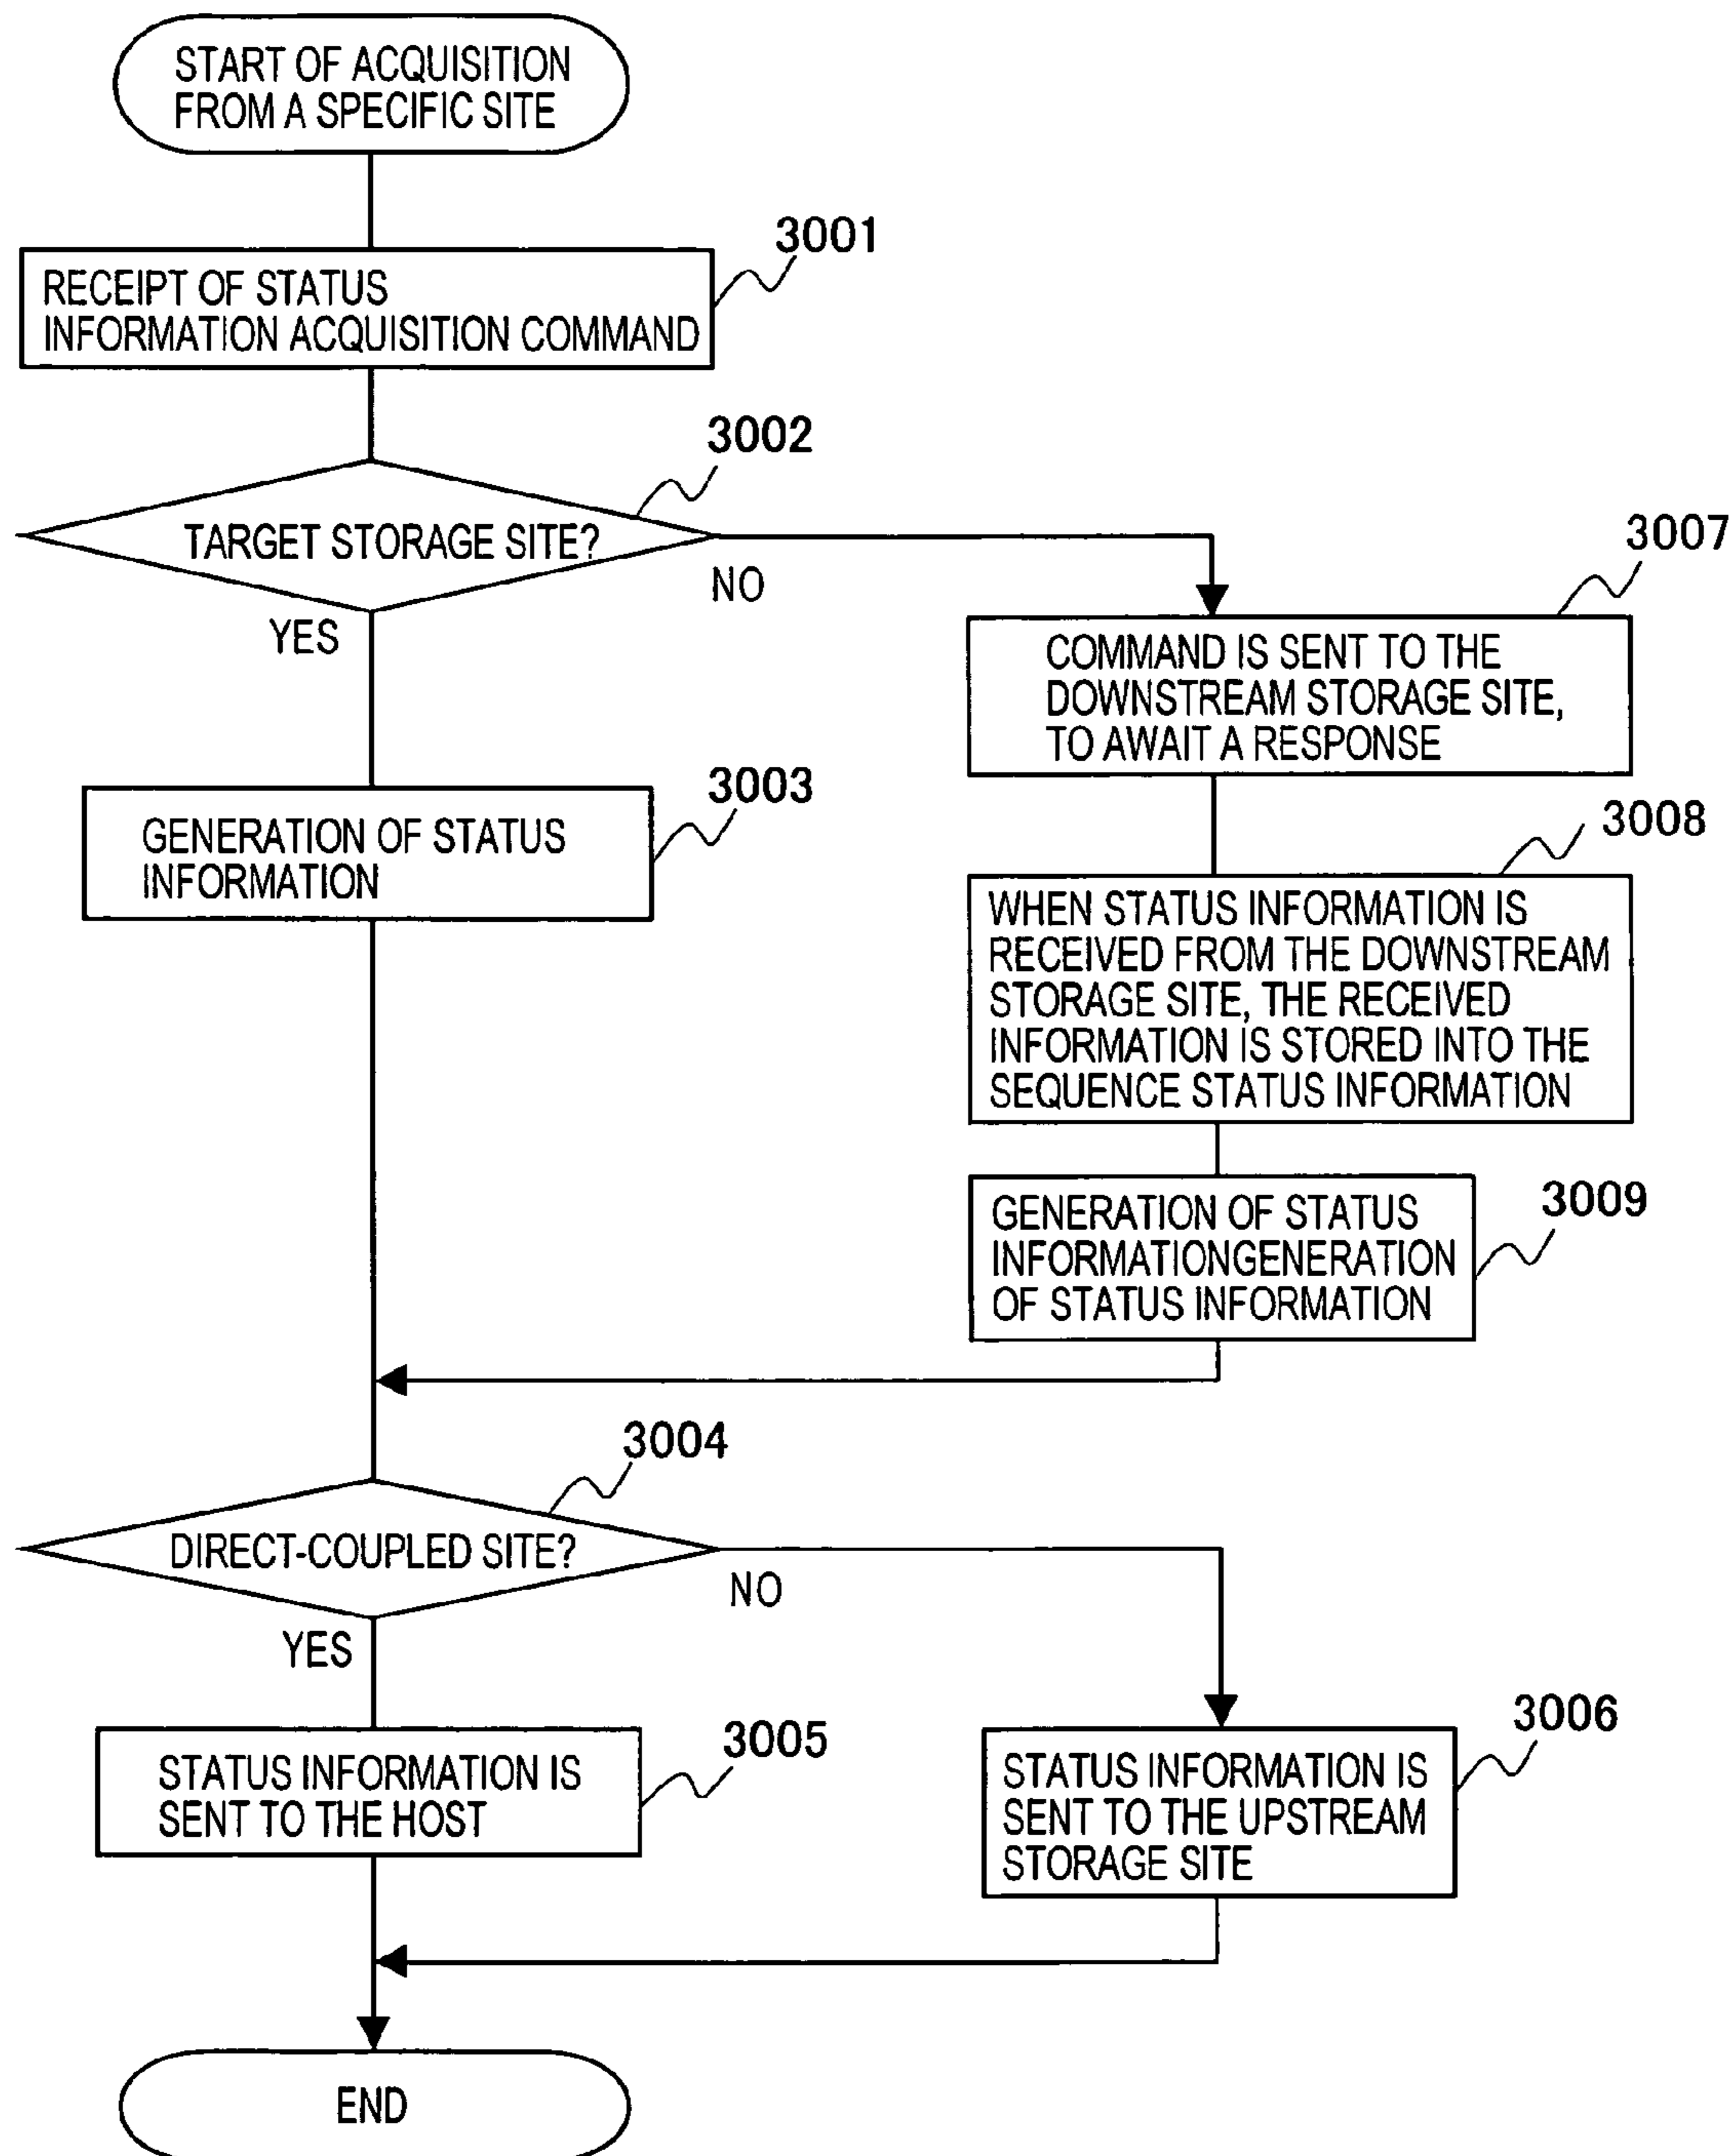 START OF ACQUISITION
FROM A SPECIFIC SITE
3001
RECEIPT OF STATUS
INFORMATION ACQUISITION COMMAND
3002
TARGET STORAGE SITE?
NO
YES
3007
COMMAND IS SENT TO THE
DOWNSTREAM STORAGE SITE,
TO AWAIT A RESPONSE
3003
GENERATION OF STATUS
INFORMATION
3008
WHEN STATUS INFORMATION IS
RECEIVED FROM THE DOWNSTREAM
STORAGE SITE, THE RECEIVED
INFORMATION IS STORED INTO THE
SEQUENCE STATUS INFORMATION
3009
GENERATION OF STATUS
INFORMATIONGENERATION
OF STATUS INFORMATION
3004
DIRECT-COUPLED SITE?
NO
YES
3005
STATUS INFORMATION IS
SENT TO THE HOST
3006
STATUS INFORMATION IS
SENT TO THE UPSTREAM
STORAGE SITE
END